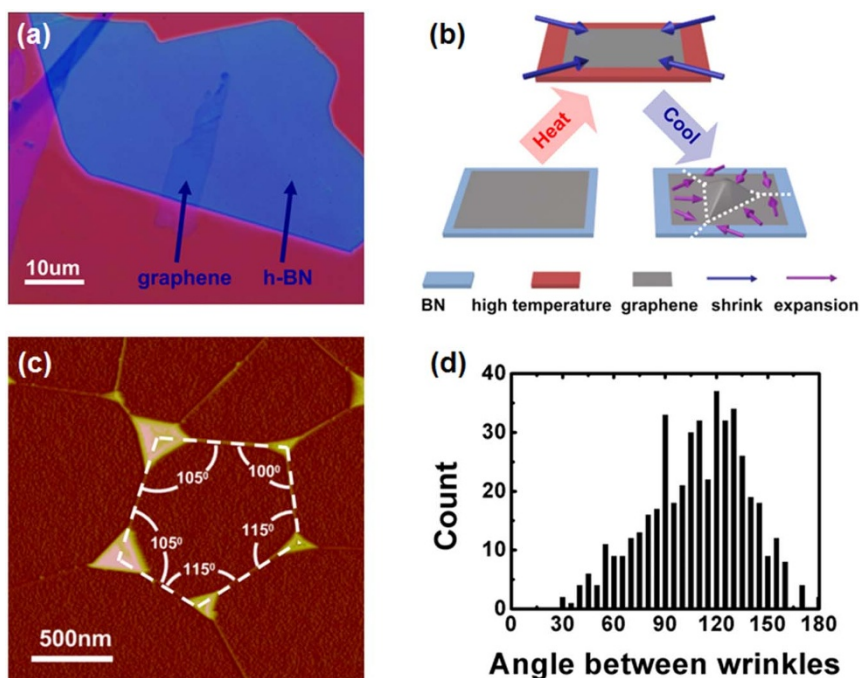 (a)
graphene
h-BN
10um
(b)
Heat
Cool
BN
high temperature
graphene
shrink
expansion
(c)
105⁰
100⁰
105⁰
115⁰
115⁰
500nm
(d)
Count
40
30
20
10
0
0
30
60
90
120
150
180
Angle between wrinkles